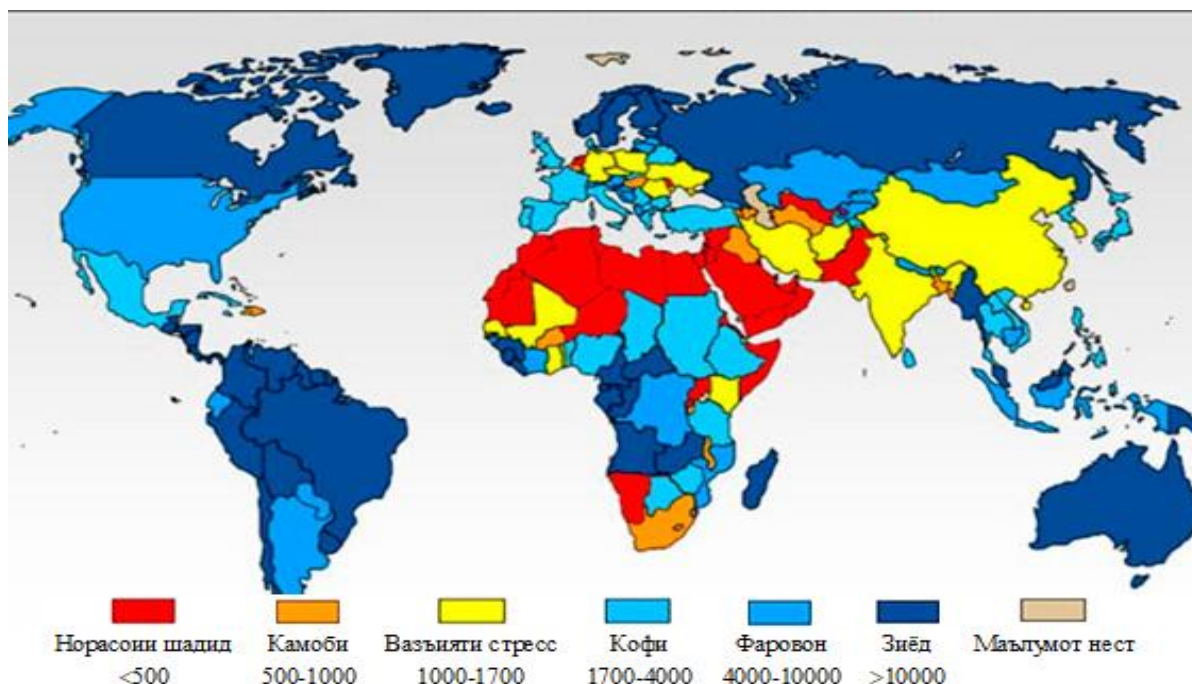 Норасоии шадид Камоби Вазъияти стресс Кофи Фаровон Зиёд Маълумот нест
<500 500-1000 1000-1700 1700-4000 4000-10000 >10000